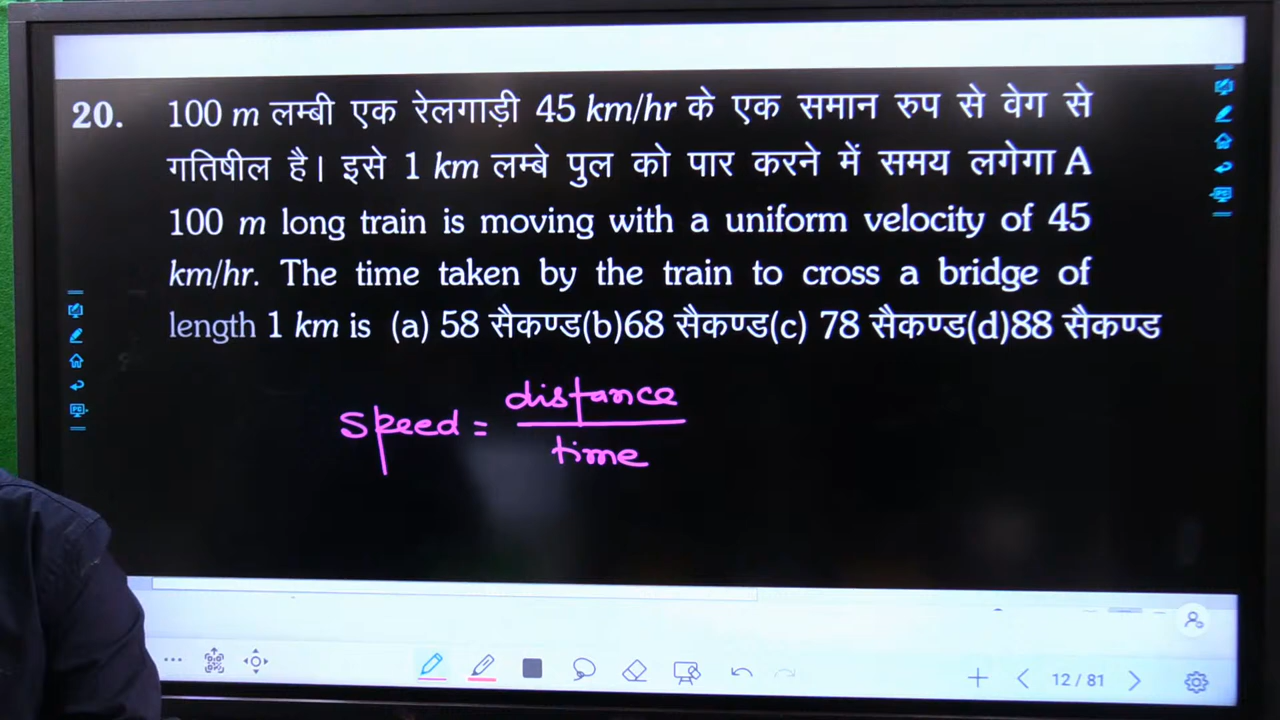 20. 100 m लम्बी एक रेलगाड़ी 45 km/hr के एक समान रुप से वेग से
गतिषील है। इसे 1 km लम्बे पुल को पार करने में समय लगेगा A
100 m long train is moving with a uniform velocity of 45
km/hr. The time taken by the train to cross a bridge of
length 1 km is (a) 58 सैकण्ड(b)68 सैकण्ड(c) 78 सैकण्ड(d)88 सैकण्ड
speed = distance
time
12 / 81